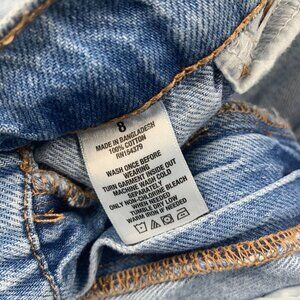 8
MADE IN BANGLADESH
100% COTTON
RN154379
WASH ONCE BEFORE
WEARING
TURN GARMENT INSIDE OUT
MACHINE WASH COLD
SEPARATELY
ONLY NON-CHLORINE BLEACH
WHEN NEEDED
TUMBLE DRY LOW
WARM IRON IF NEEDED